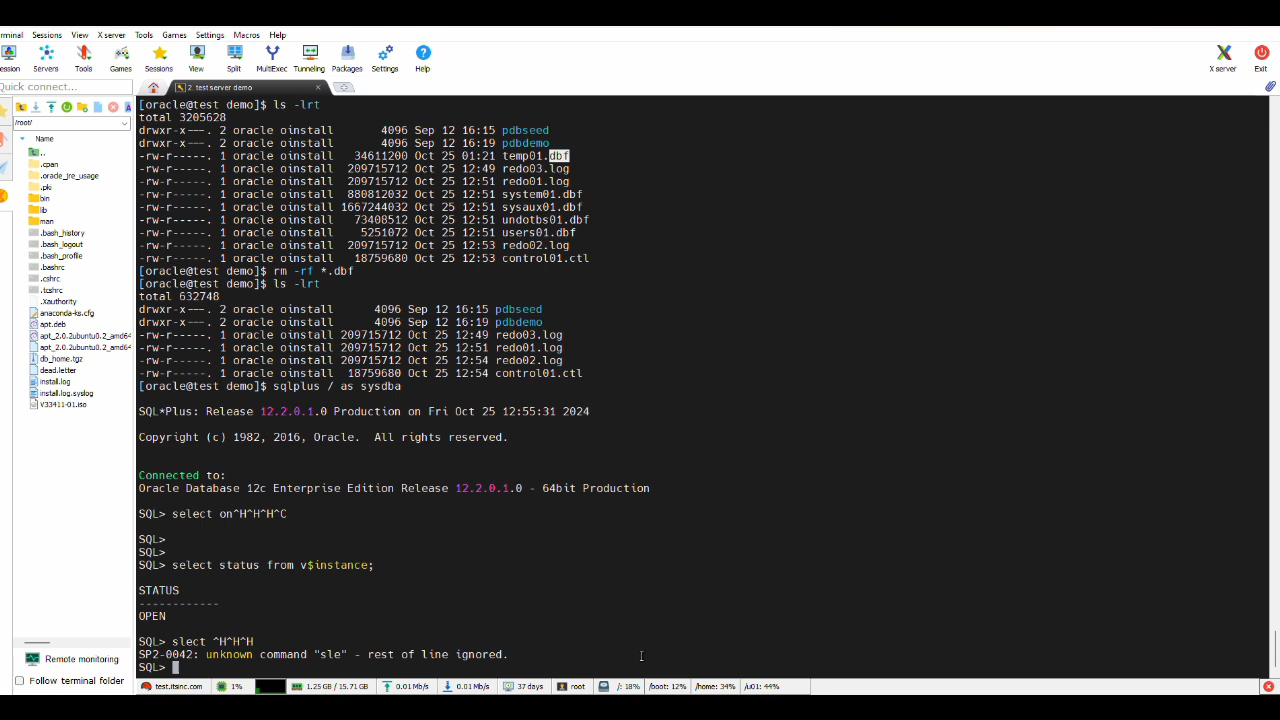 erminal Sessions View X server Tools Games Settings Macros Help
ession Servers Tools Games Sessions View Split MultiExec Tunneling Packages Settings Help X server Exit
Quick connect...
2. test server demo
/root/
Name
..
.cpan
.oracle_jre_usage
.pki
bin
lib
man
.bash_history
.bash_logout
.bash_profile
.bashrc
.cshrc
.tcshrc
.Xauthority
anaconda-ks.cfg
apt.deb
apt_2.0.2ubuntu0.2_amd64
apt_2.0.2ubuntu0.2_amd64
db_home.tgz
dead.letter
install.log
install.log.syslog
V33411-01.iso
Remote monitoring
Follow terminal folder
[oracle@test demo]$ ls -lrt
total 3205628
drwxr-x---. 2 oracle oinstall 4096 Sep 12 16:15 pdbseed
drwxr-x---. 2 oracle oinstall 4096 Sep 12 16:19 pdbdemo
-rw-r-----. 1 oracle oinstall 34611200 Oct 25 01:21 temp01.dbf
-rw-r-----. 1 oracle oinstall 209715712 Oct 25 12:49 redo03.log
-rw-r-----. 1 oracle oinstall 209715712 Oct 25 12:51 redo01.log
-rw-r-----. 1 oracle oinstall 880812032 Oct 25 12:51 system01.dbf
-rw-r-----. 1 oracle oinstall 1667244032 Oct 25 12:51 sysaux01.dbf
-rw-r-----. 1 oracle oinstall 73408512 Oct 25 12:51 undotbs01.dbf
-rw-r-----. 1 oracle oinstall 5251072 Oct 25 12:51 users01.dbf
-rw-r-----. 1 oracle oinstall 209715712 Oct 25 12:53 redo02.log
-rw-r-----. 1 oracle oinstall 18759680 Oct 25 12:53 control01.ctl
[oracle@test demo]$ rm -rf *.dbf
[oracle@test demo]$ ls -lrt
total 632748
drwxr-x---. 2 oracle oinstall 4096 Sep 12 16:15 pdbseed
drwxr-x---. 2 oracle oinstall 4096 Sep 12 16:19 pdbdemo
-rw-r-----. 1 oracle oinstall 209715712 Oct 25 12:49 redo03.log
-rw-r-----. 1 oracle oinstall 209715712 Oct 25 12:51 redo01.log
-rw-r-----. 1 oracle oinstall 209715712 Oct 25 12:54 redo02.log
-rw-r-----. 1 oracle oinstall 18759680 Oct 25 12:54 control01.ctl
[oracle@test demo]$ sqlplus / as sysdba
SQL*Plus: Release 12.2.0.1.0 Production on Fri Oct 25 12:55:31 2024
Copyright (c) 1982, 2016, Oracle. All rights reserved.
Connected to:
Oracle Database 12c Enterprise Edition Release 12.2.0.1.0 - 64bit Production
SQL> select on^H^H^H^C
SQL>
SQL>
SQL> select status from v$instance;
STATUS
------------
OPEN
SQL> slect ^H^H^H
SP2-0042: unknown command "sle" - rest of line ignored.
SQL>
test.itsinc.com 1% 1.25 GB / 15.71 GB 0.01 Mb/s 0.01 Mb/s 37 days root /: 18% /boot: 12% /home: 34% /u01: 44%